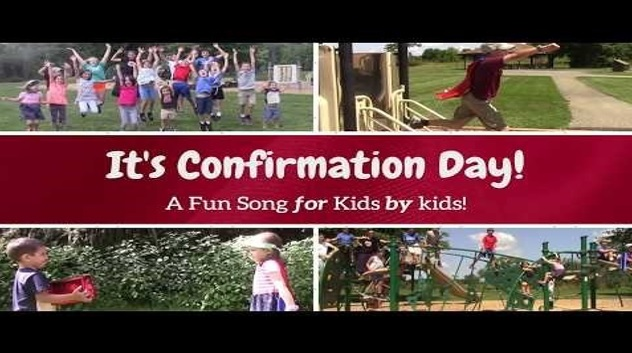 It's Confirmation Day!
A Fun Song for Kids by kids!